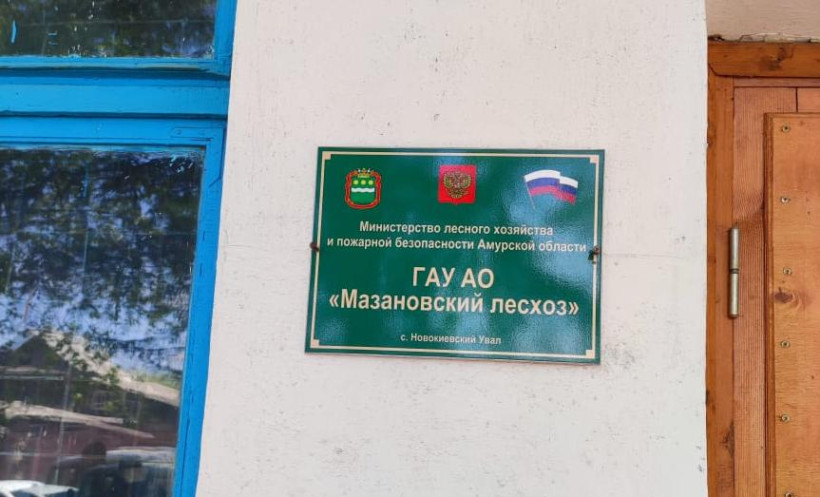 Министерство лесного хозяйства
и пожарной безопасности Амурской области
ГАУ АО
«Мазановский лесхоз»
с. Новокиевский Увал